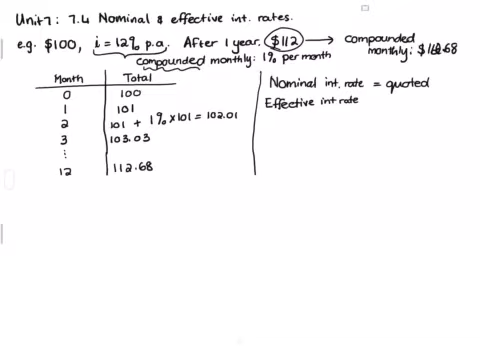 Unit 7: 7.4 Nominal & effective int. rates.
e.g. $100, i = 12% p.a. After 1 year. $112 → compounded monthly: $112.68
compounded monthly: 1% per month
Month Total
0 100
1 101
2 101 + 1% × 101 = 102.01
3 103.03
⋮
12 112.68
Nominal int. rate = quoted
Effective int rate